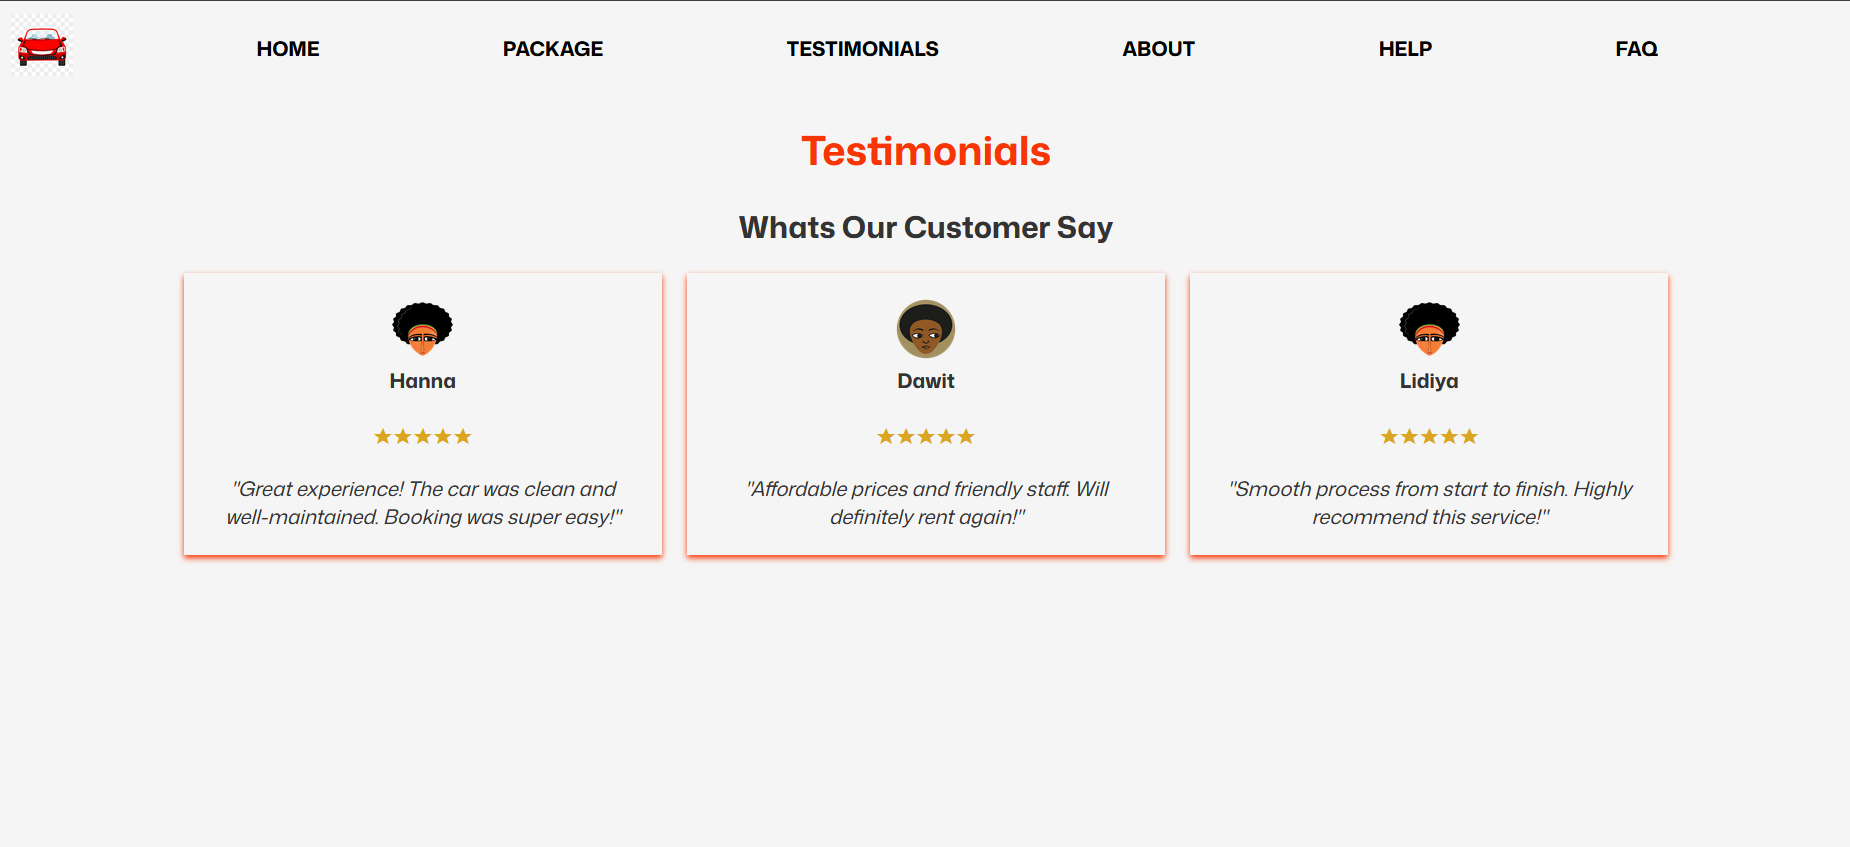 HOME PACKAGE TESTIMONIALS ABOUT HELP FAQ
Testimonials
Whats Our Customer Say
Hanna
★★★★★
"Great experience! The car was clean and
well-maintained. Booking was super easy!"
Dawit
★★★★★
"Affordable prices and friendly staff. Will
definitely rent again!"
Lidiya
★★★★★
"Smooth process from start to finish. Highly
recommend this service!"